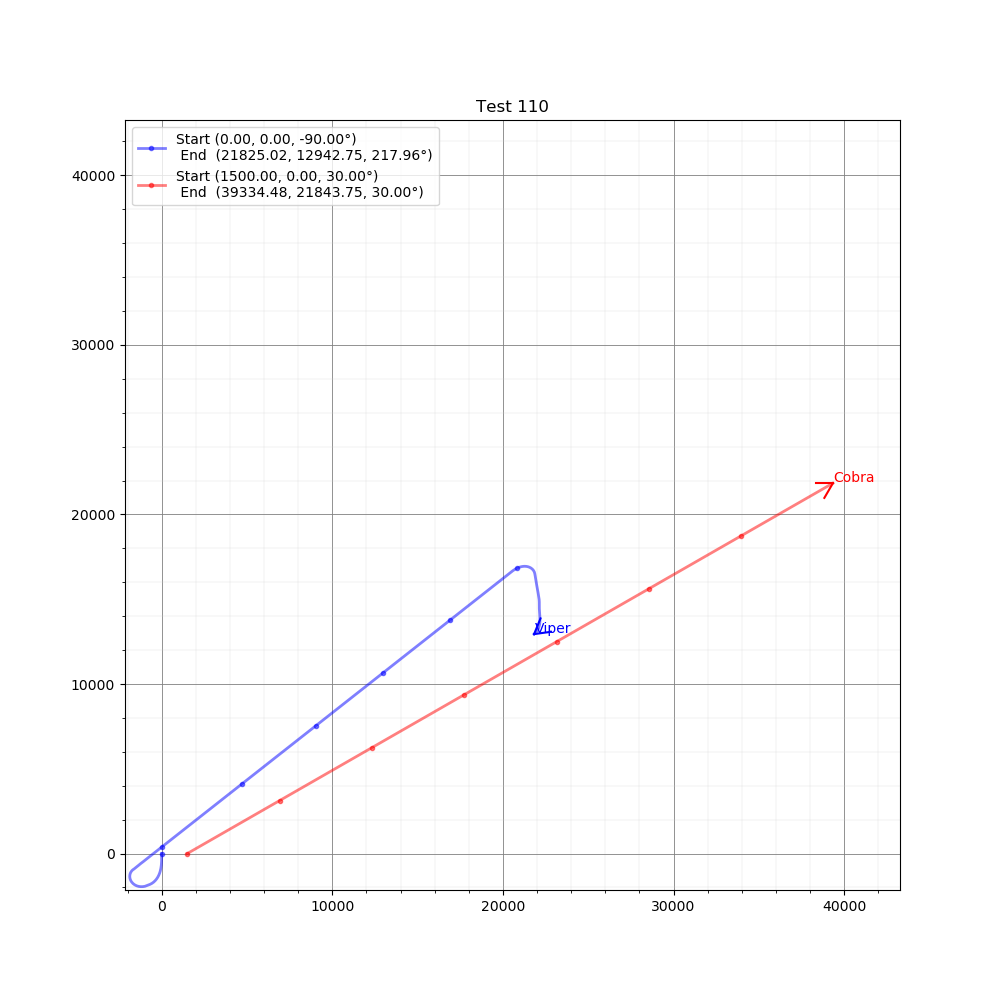 Test 110
Start (0.00, 0.00, -90.00°)
End  (21825.02, 12942.75, 217.96°)
Start (1500.00, 0.00, 30.00°)
End  (39334.48, 21843.75, 30.00°)
40000
30000
20000
10000
0
Cobra
Viper
0
10000
20000
30000
40000